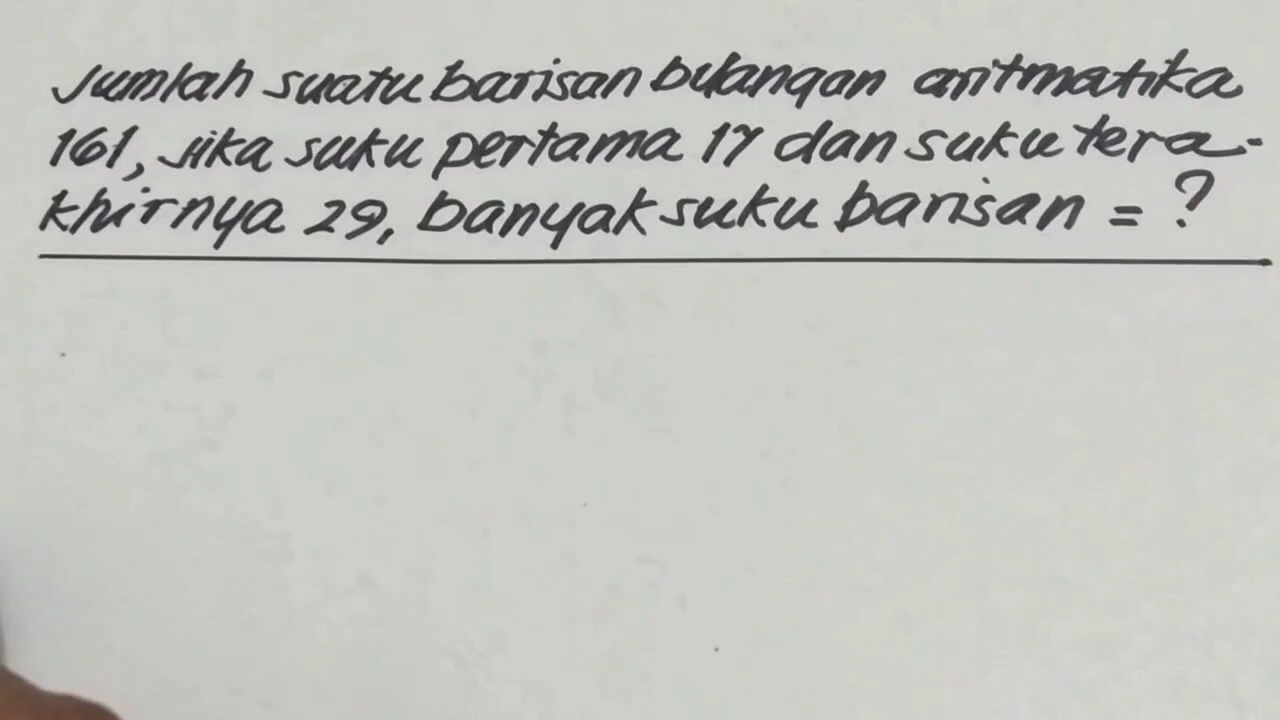 Jumlah suatu barisan bilangan aritmatika
161, jika suku pertama 17 dan suku tera-
khirnya 29, banyak suku barisan = ?